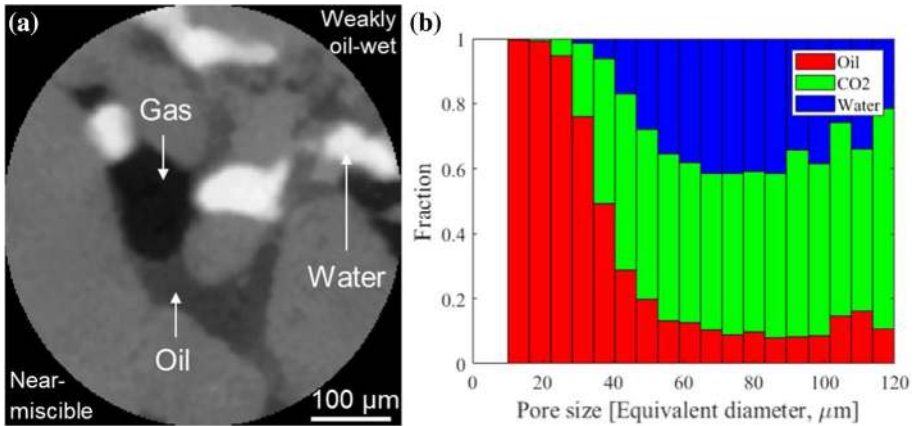 (a)
Weakly
oil-wet
Gas
Water
Oil
Near-
miscible
100 μm
(b)
1
0.8
0.6
0.4
0.2
0
Fraction
Oil
CO2
Water
0 20 40 60 80 100 120
Pore size [Equivalent diameter, μm]